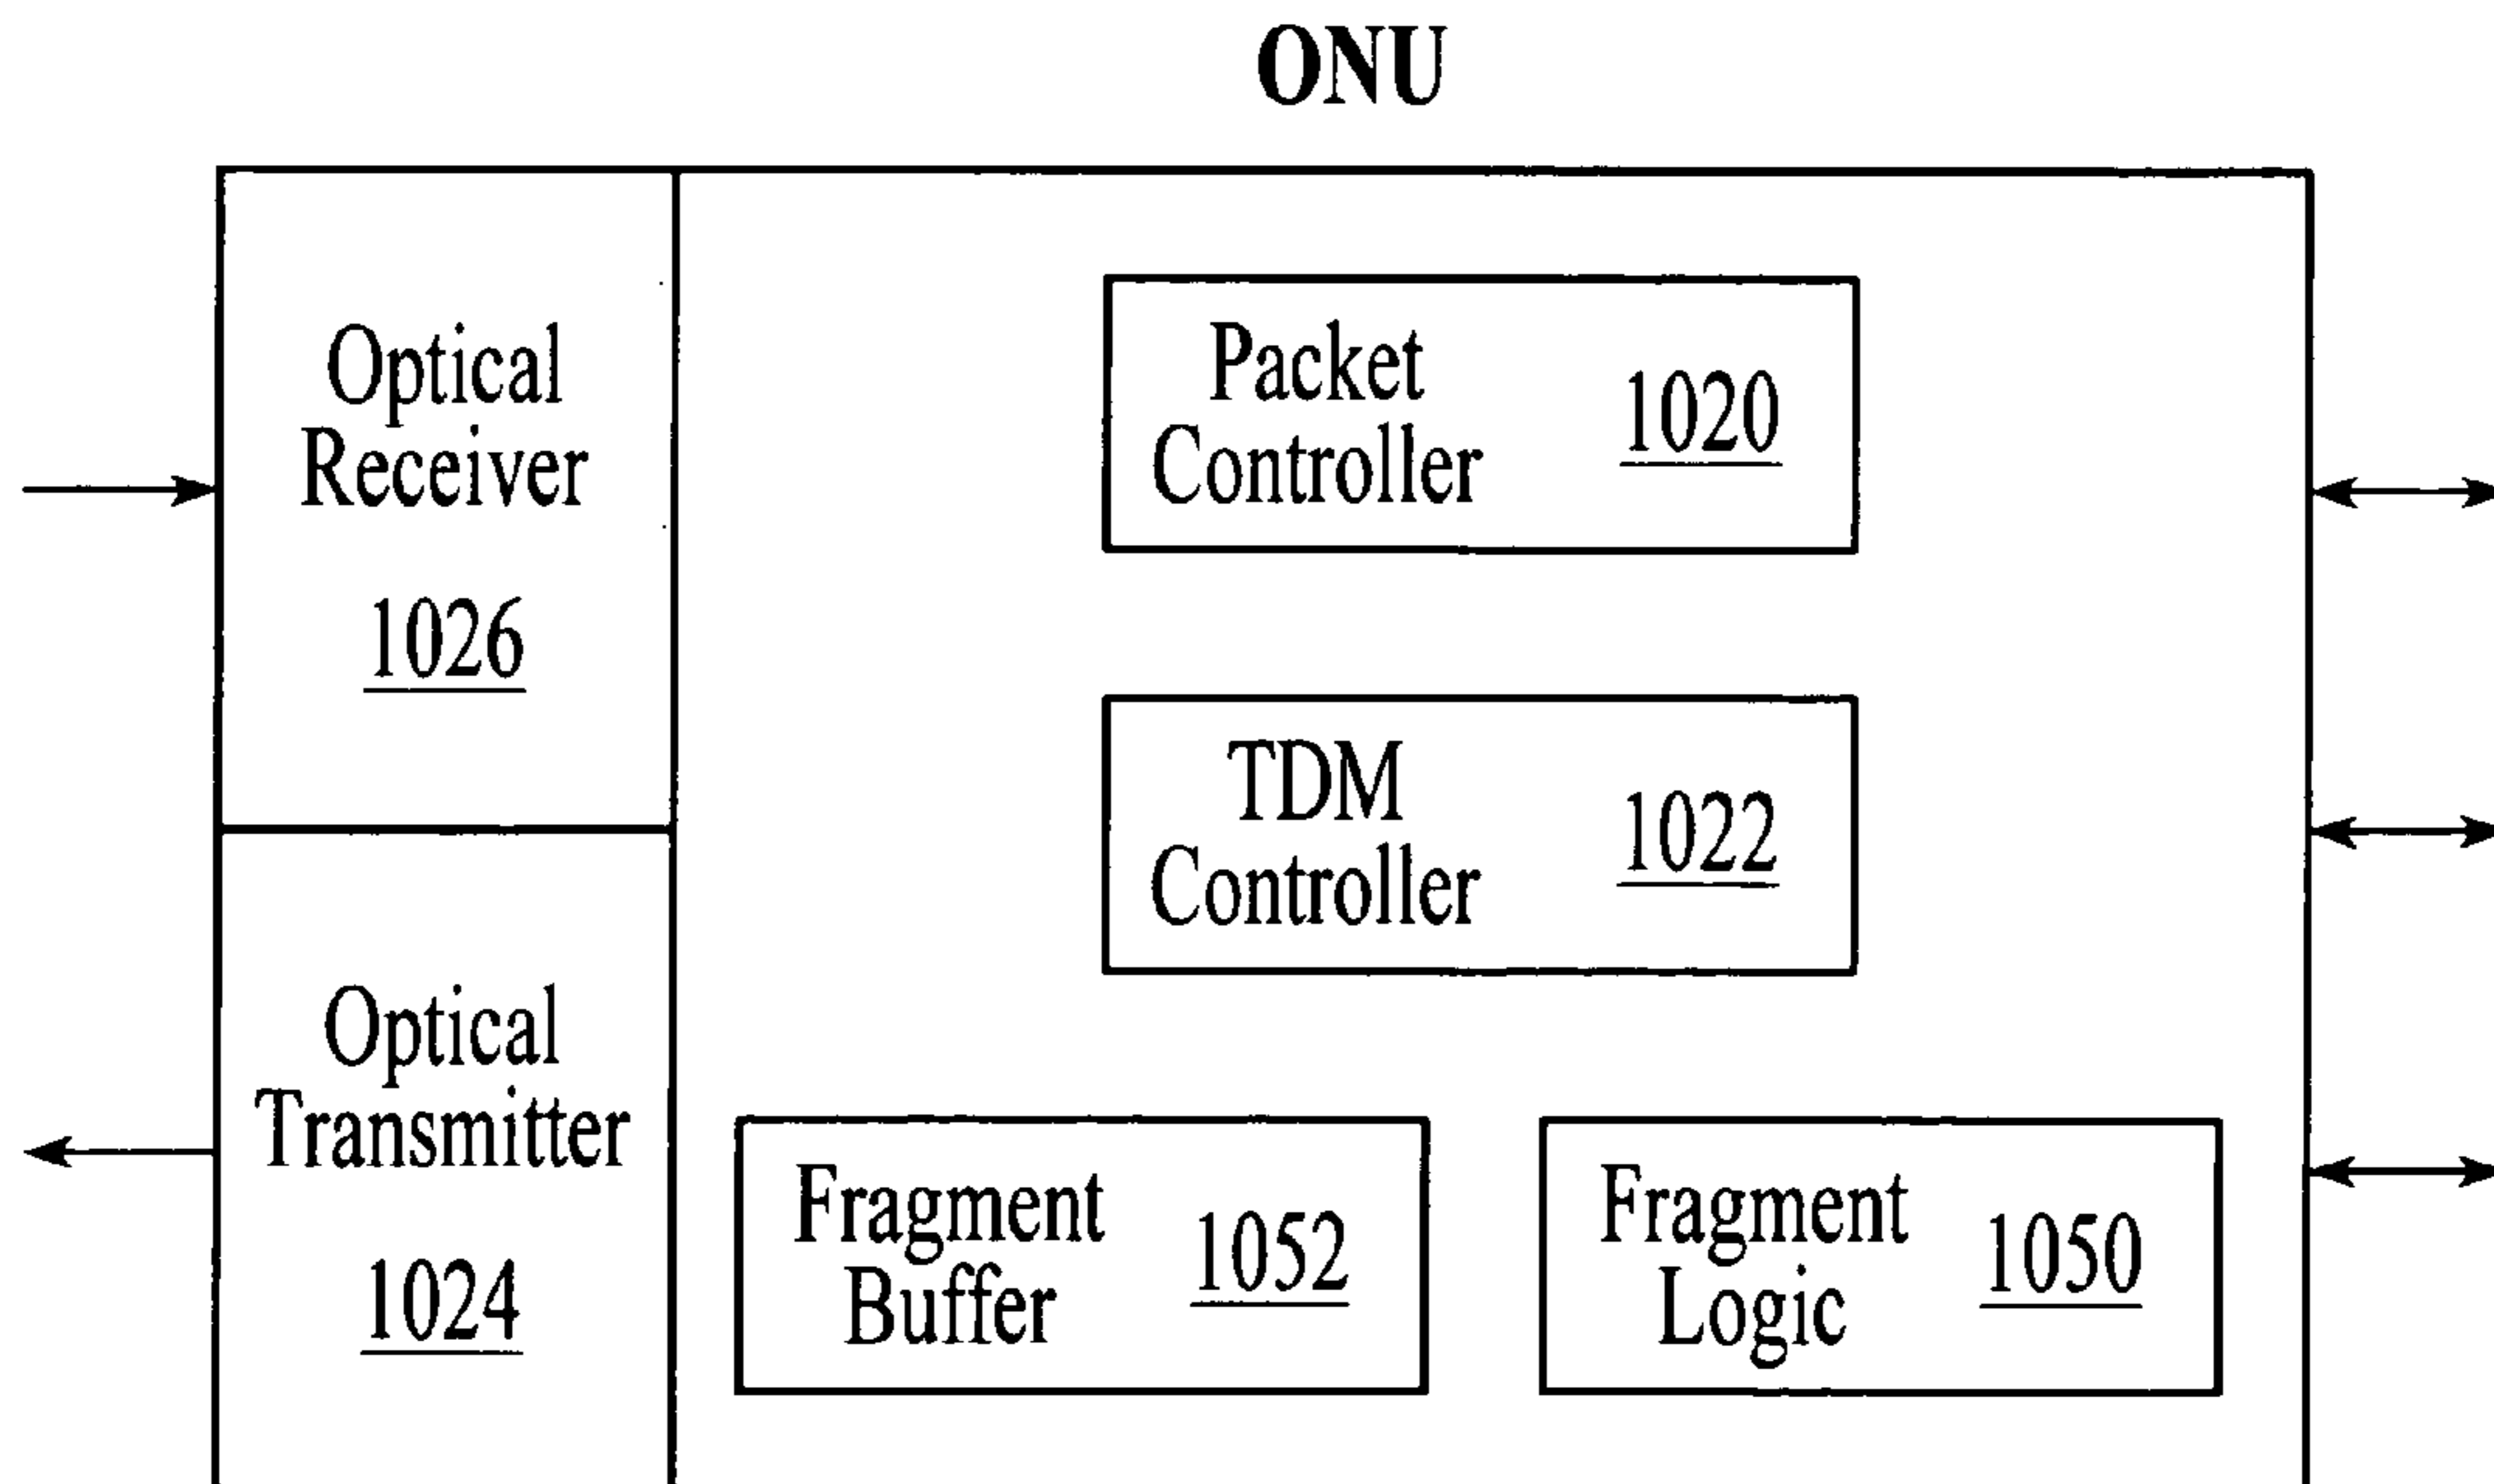 ONU
Optical
Receiver
1026
Packet
Controller
1020
TDM
Controller
1022
Optical
Transmitter
1024
Fragment
Buffer
1052
Fragment
Logic
1050